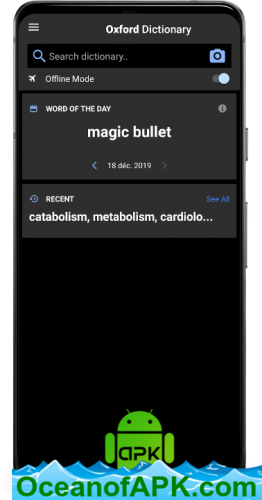 Oxford Dictionary
Search dictionary..
Offline Mode
WORD OF THE DAY
magic bullet
18 déc. 2019
RECENT
See All
catabolism, metabolism, cardiolo...
apk
OceanofAPK.com